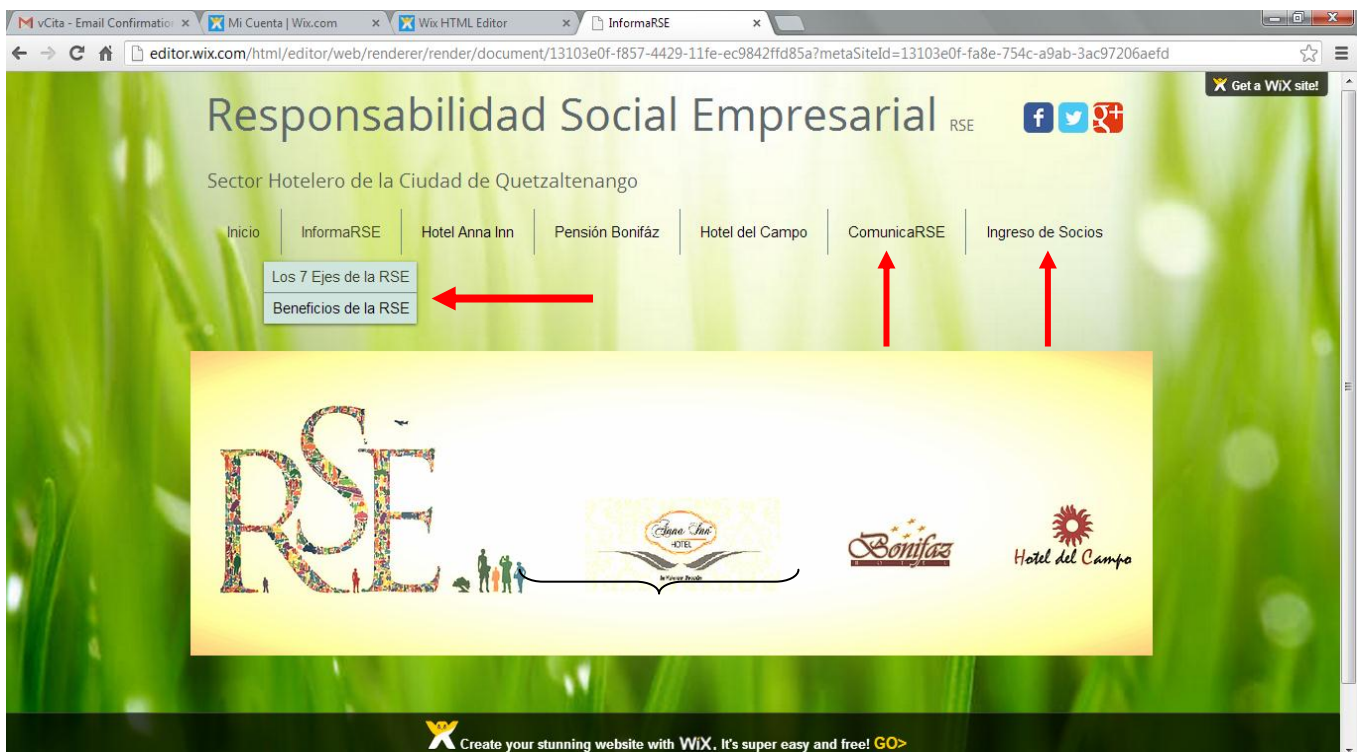 vCita - Email Confirmatio
Mi Cuenta | Wix.com
Wix HTML Editor
InformaRSE
editor.wix.com/html/editor/web/renderer/render/document/13103e0f-f857-4429-11fe-ec9842ffd85a?metaSiteId=13103e0f-fa8e-754c-a9ab-3ac97206aefd
Get a WiX site!
Responsabilidad Social Empresarial RSE
Sector Hotelero de la Ciudad de Quetzaltenango
Inicio InformaRSE Hotel Anna Inn Pensión Bonifáz Hotel del Campo ComunicaRSE Ingreso de Socios
Los 7 Ejes de la RSE
Beneficios de la RSE
RSE
Anna Inn
HOTEL
Bonifaz
HOTEL
Hotel del Campo
Create your stunning website with WiX. It's super easy and free! GO>